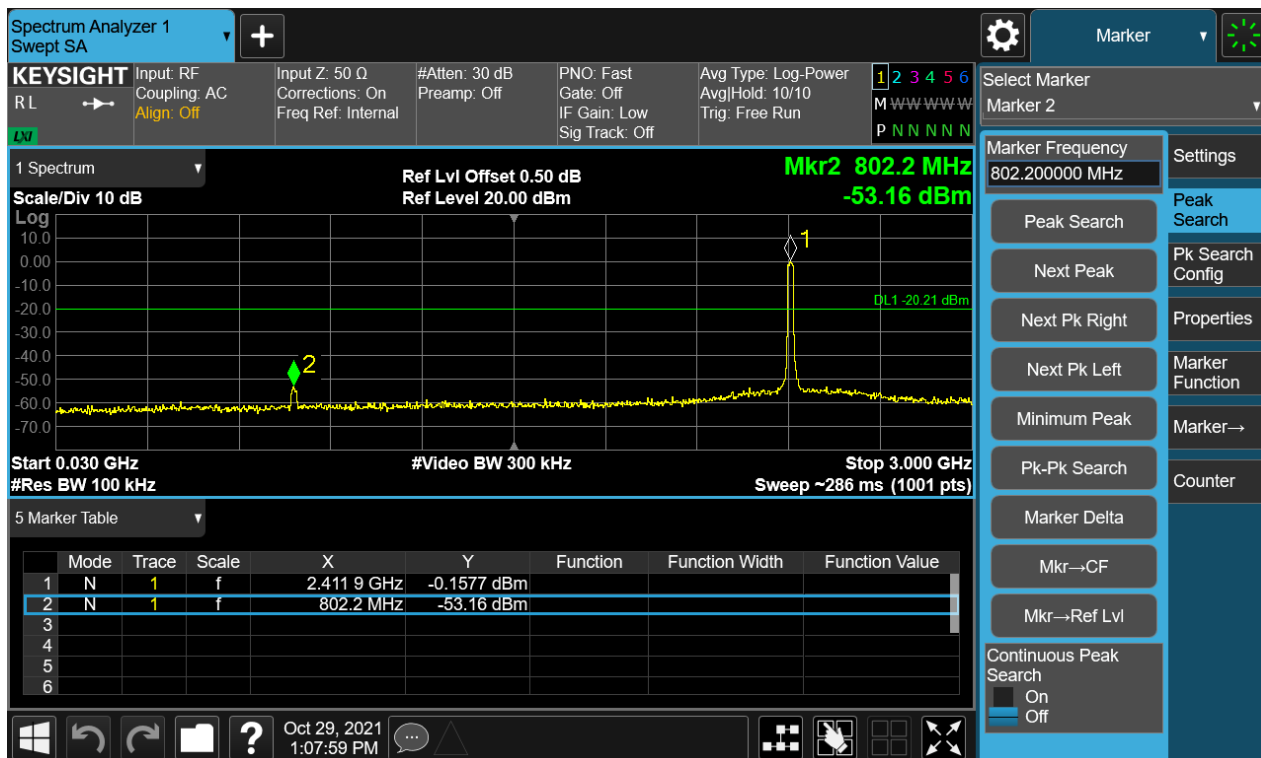 Spectrum Analyzer 1
Swept SA
Marker
KEYSIGHT
R L
LXI
Input: RF
Coupling: AC
Align: Off
Input Z: 50 Ω
Corrections: On
Freq Ref: Internal
#Atten: 30 dB
Preamp: Off
PNO: Fast
Gate: Off
IF Gain: Low
Sig Track: Off
Avg Type: Log-Power
Avg|Hold: 10/10
Trig: Free Run
1 2 3 4 5 6
M W W W W W
P N N N N N
Select Marker
Marker 2
1 Spectrum
Scale/Div 10 dB
Ref Lvl Offset 0.50 dB
Ref Level 20.00 dBm
Mkr2 802.2 MHz
-53.16 dBm
Log
10.0
0.00
-10.0
-20.0
-30.0
-40.0
-50.0
-60.0
-70.0
1
2
DL1 -20.21 dBm
Start 0.030 GHz
#Video BW 300 kHz
Stop 3.000 GHz
#Res BW 100 kHz
Sweep ~286 ms (1001 pts)
5 Marker Table
Mode Trace Scale X Y Function Function Width Function Value
1 N 1 f 2.411 9 GHz -0.1577 dBm
2 N 1 f 802.2 MHz -53.16 dBm
3
4
5
6
Marker Frequency
802.200000 MHz
Peak Search
Next Peak
Next Pk Right
Next Pk Left
Minimum Peak
Pk-Pk Search
Marker Delta
Mkr→CF
Mkr→Ref Lvl
Continuous Peak
Search
On
Off
Settings
Peak
Search
Pk Search
Config
Properties
Marker
Function
Marker→
Counter
?
Oct 29, 2021
1:07:59 PM